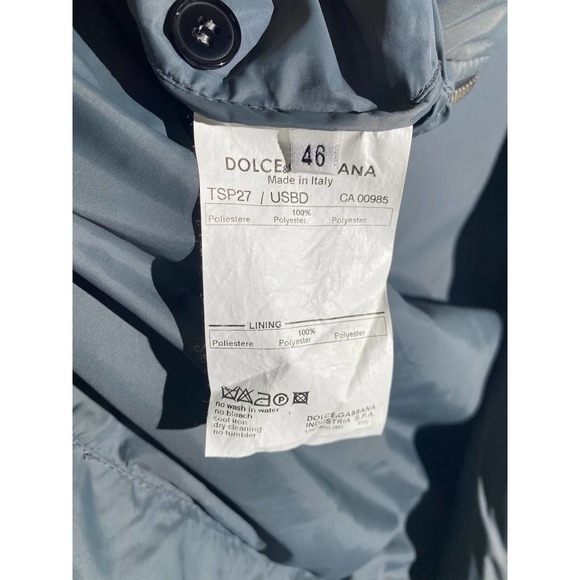 46
DOLCE& ANA
Made in Italy
TSP27 / USBD CA 00985
100%
Poliestere Polyester Polyester
LINING
100%
Poliestere Polyester Polyester
no wash in water
no bleach
cool iron
dry cleaning
no tumbler
DOLCE&GABBANA
INDUSTRIA S.P.A.